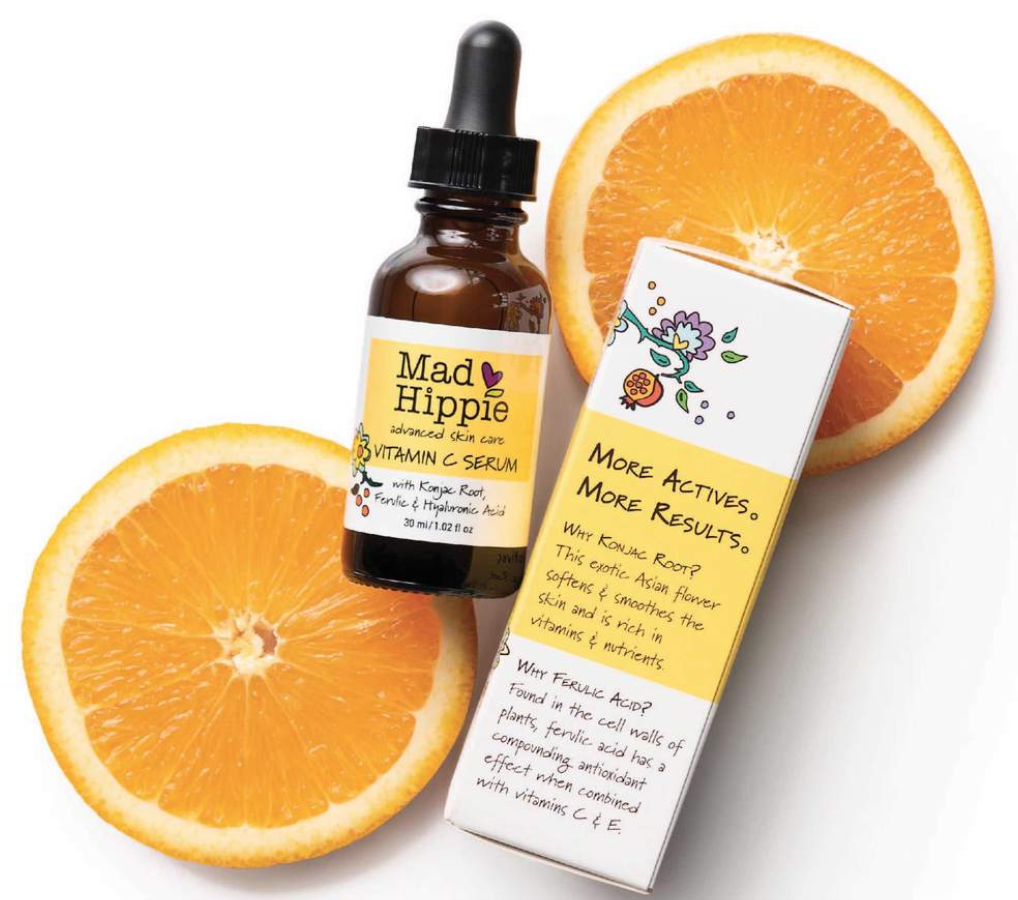 Mad
Hippie
advanced skin care
VITAMIN C SERUM
with Konjac Root,
Ferulic & Hyaluronic Acid
30 ml/1.02 fl oz
MORE ACTIVES.
MORE RESULTS.
WHY KONJAC ROOT?
This exotic Asian flower
softens & smoothes the
skin and is rich in
vitamins & nutrients.
WHY FERULIC ACID?
Found in the cell walls of
plants, ferulic acid has a
compounding antioxidant
effect when combined
with vitamins C & E.